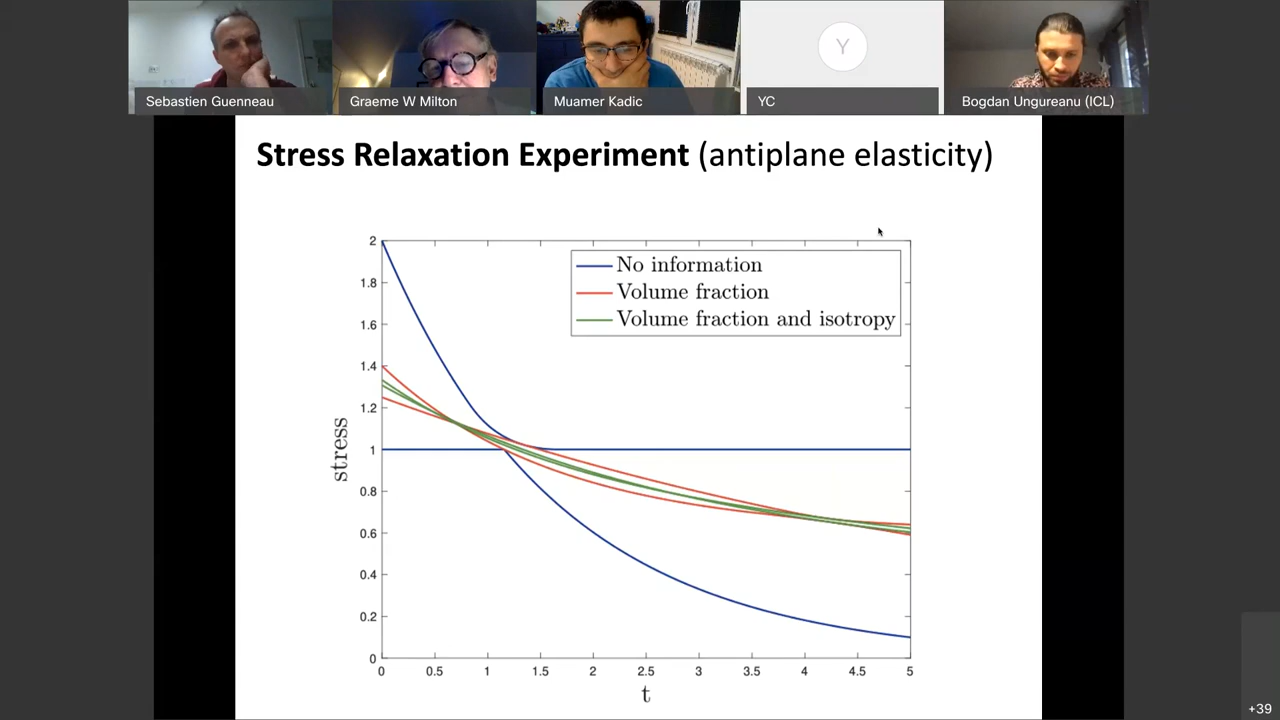 Y
Sebastien Guenneau
Graeme W Milton
Muamer Kadic
YC
Bogdan Ungureanu (ICL)
Stress Relaxation Experiment (antiplane elasticity)
No information
Volume fraction
Volume fraction and isotropy
stress
2
1.8
1.6
1.4
1.2
1
0.8
0.6
0.4
0.2
0
0 0.5 1 1.5 2 2.5 3 3.5 4 4.5 5
t
+39